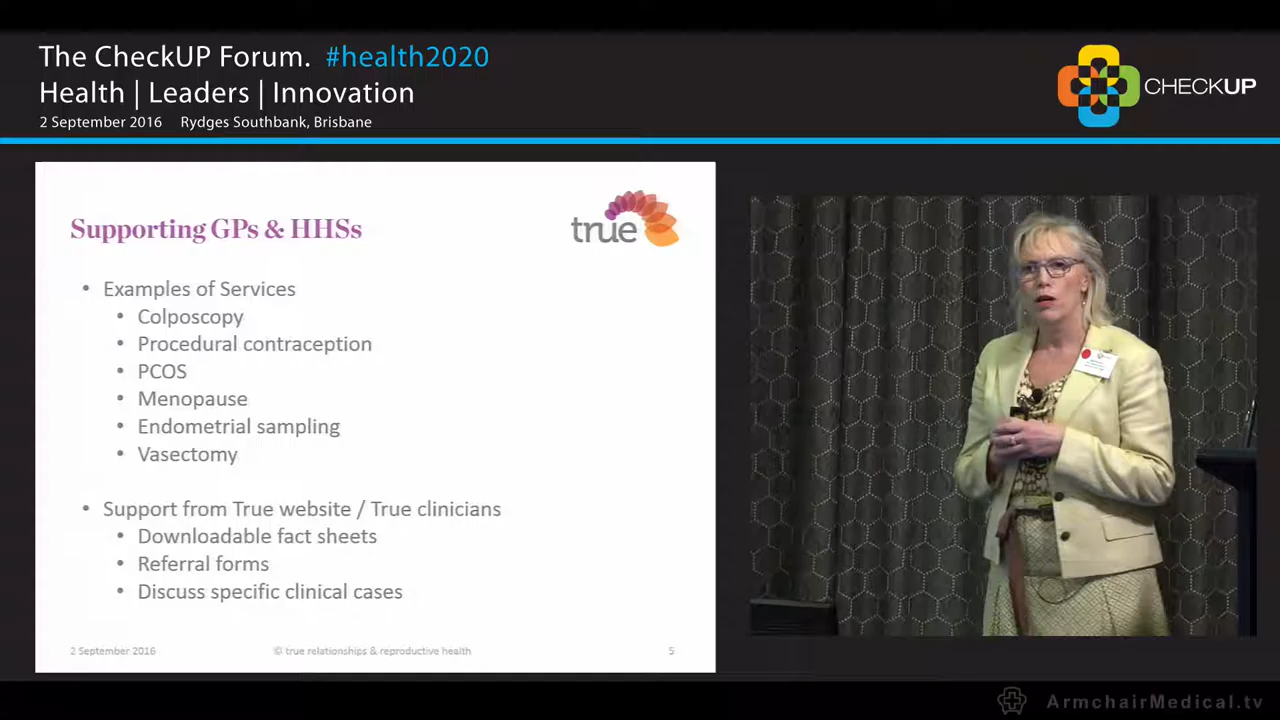 The CheckUP Forum. #health2020
Health | Leaders | Innovation
2 September 2016 Rydges Southbank, Brisbane
CHECKUP
Supporting GPs & HHSs
true
• Examples of Services
• Colposcopy
• Procedural contraception
• PCOS
• Menopause
• Endometrial sampling
• Vasectomy
• Support from True website / True clinicians
• Downloadable fact sheets
• Referral forms
• Discuss specific clinical cases
2 September 2016 © true relationships & reproductive health 5
ArmchairMedical.tv